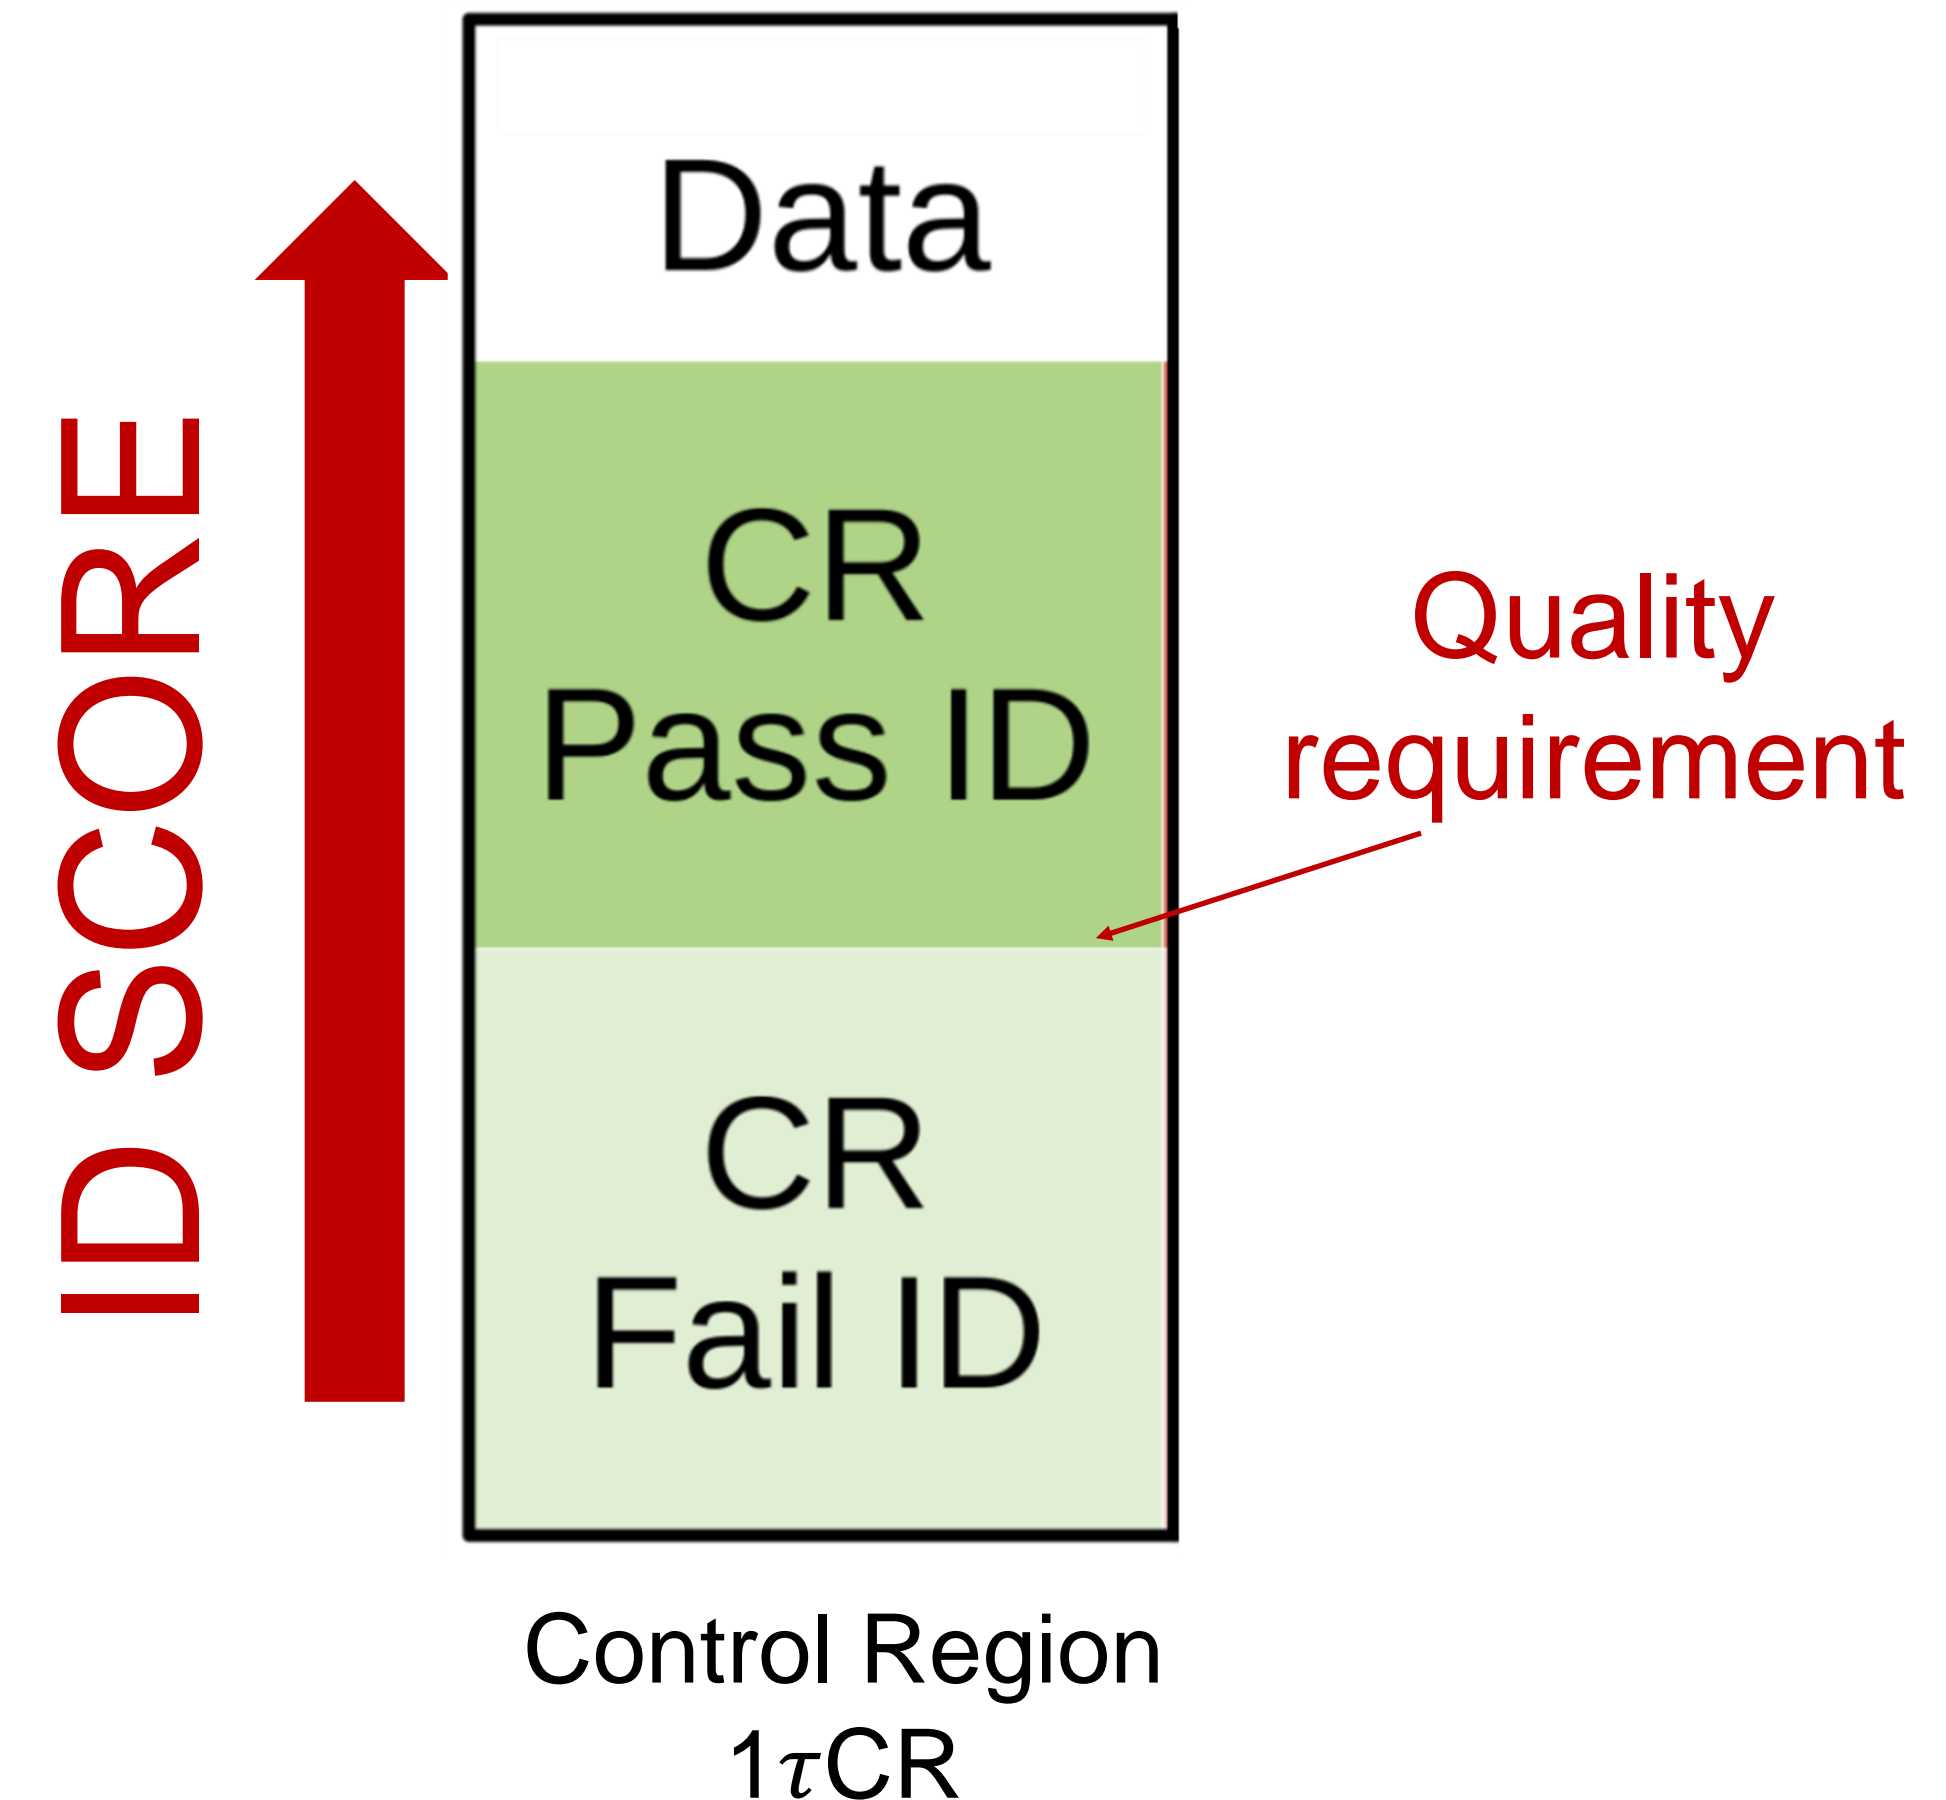 ID SCORE
Data
CR
Pass ID
CR
Fail ID
Quality
requirement
Control Region
1τCR